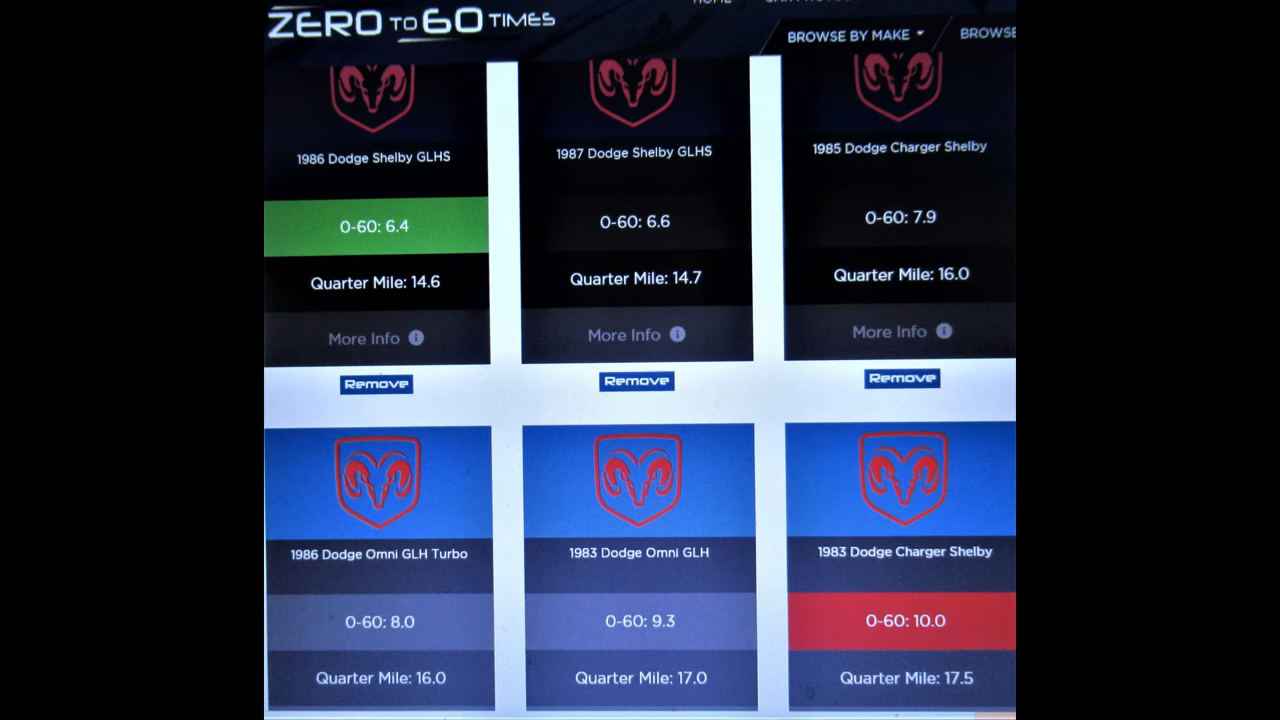 HOME
ZERO TO 60 TIMES
BROWSE BY MAKE
BROWSE
1986 Dodge Shelby GLHS
1987 Dodge Shelby GLHS
1985 Dodge Charger Shelby
0-60: 6.4
0-60: 6.6
0-60: 7.9
Quarter Mile: 14.6
Quarter Mile: 14.7
Quarter Mile: 16.0
More Info
More Info
More Info
Remove
Remove
Remove
1986 Dodge Omni GLH Turbo
1983 Dodge Omni GLH
1983 Dodge Charger Shelby
0-60: 8.0
0-60: 9.3
0-60: 10.0
Quarter Mile: 16.0
Quarter Mile: 17.0
Quarter Mile: 17.5